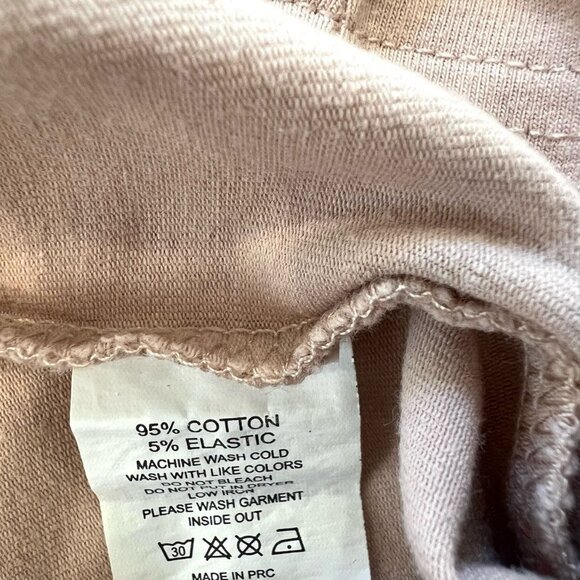 95% COTTON
5% ELASTIC
MACHINE WASH COLD
WASH WITH LIKE COLORS
DO NOT BLEACH
DO NOT PUT IN DRYER
LOW IRON
PLEASE WASH GARMENT
INSIDE OUT
30
MADE IN PRC